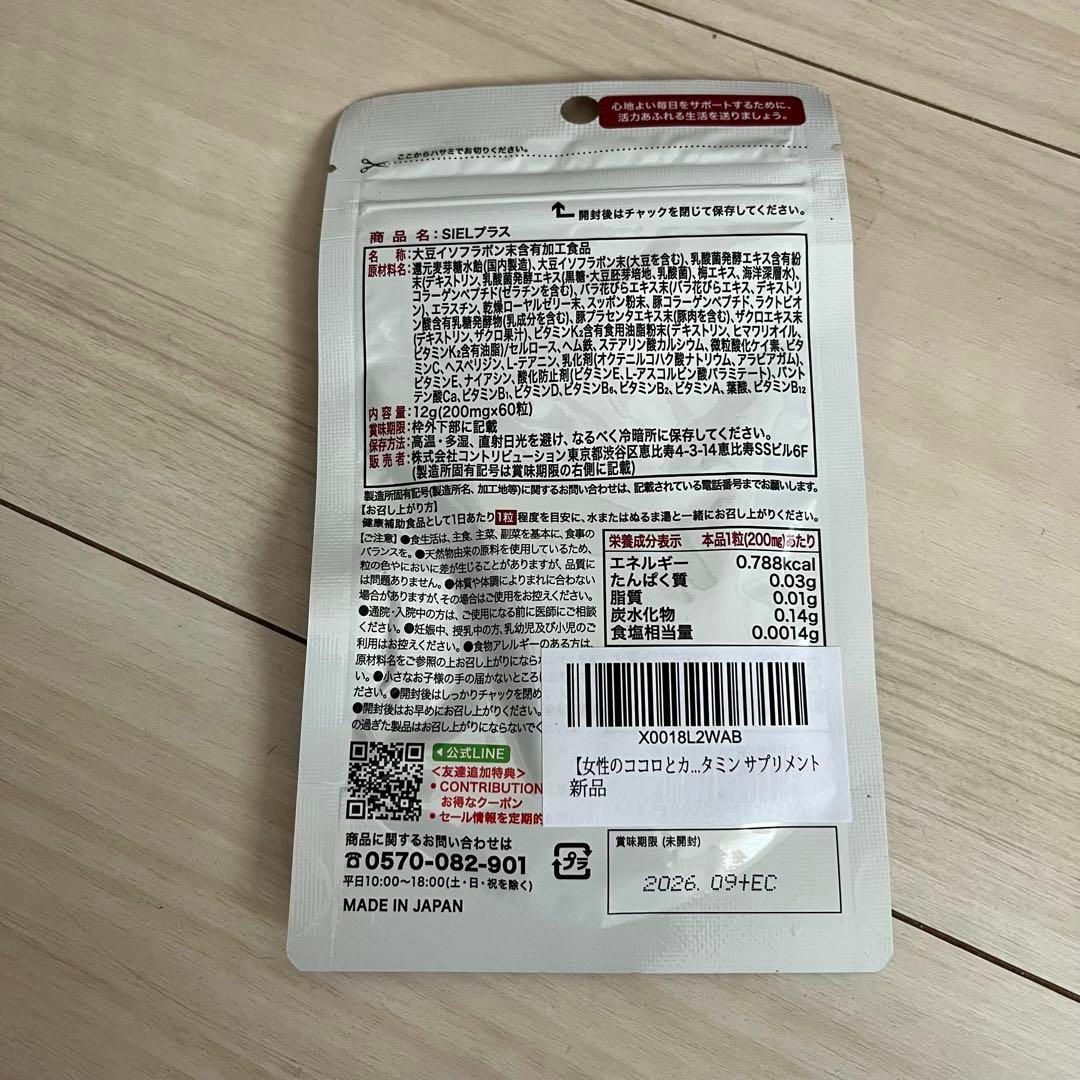 心地よい毎日をサポートするために、
活力あふれる生活を送りましょう。
ここからハサミでお切りください。
開封後はチャックを閉じて保存してください。
商品名：SIELプラス
名称：大豆イソフラボン末含有加工食品
原材料名：還元麦芽糖水飴(国内製造)、大豆イソフラボン末(大豆を含む)、乳酸菌発酵エキス含有粉
末(デキストリン、乳酸菌発酵エキス(黒糖・大豆胚芽培地、乳酸菌)、梅エキス、海洋深層水)、
コラーゲンペプチド(ゼラチンを含む)、バラ花びらエキス末(バラ花びらエキス、デキストリ
ン)、エラスチン、乾燥ローヤルゼリー末、スッポン粉末、豚コラーゲンペプチド、ラクトビオ
ン酸含有乳糖発酵物(乳成分を含む)、豚プラセンタエキス末(豚肉を含む)、ザクロエキス末
(デキストリン、ザクロ果汁)、ビタミンK₂含有食用油脂粉末(デキストリン、ヒマワリオイル、
ビタミンK₂含有油脂)/セルロース、ヘム鉄、ステアリン酸カルシウム、微粒酸化ケイ素、ビタ
ミンC、ヘスペリジン、L-テアニン、乳化剤(オクテニルコハク酸ナトリウム、アラビアガム)、
ビタミンE、ナイアシン、酸化防止剤(ビタミンE、L-アスコルビン酸パルミテート)、パント
テン酸Ca、ビタミンB₁、ビタミンD、ビタミンB₆、ビタミンB₂、ビタミンA、葉酸、ビタミンB₁₂
内容量：12g(200mg×60粒)
賞味期限：枠外下部に記載
保存方法：高温・多湿、直射日光を避け、なるべく冷暗所に保存してください。
販売者：株式会社コントリビューション 東京都渋谷区恵比寿4-3-14 恵比寿SSビル6F
(製造所固有記号は賞味期限の右側に記載)
製造所固有記号(製造所名、加工地等)に関するお問い合わせは、記載されている電話番号までお願いします。
【お召し上がり方】
健康補助食品として1日あたり1粒程度を目安に、水またはぬるま湯と一緒にお召し上がりください。
【ご注意】●食生活は、主食、主菜、副菜を基本に、食事の
バランスを。●天然物由来の原料を使用しているため、
粒の色やにおいに差が生じることがありますが、品質に
は問題ありません。●体質や体調によりまれに合わない
場合がありますが、その場合はご使用をお控えください。
●通院・入院中の方は、ご使用になる前に医師にご相談
ください。●妊娠中、授乳中の方、乳幼児及び小児のご
利用はお控えください。●食物アレルギーのある方は、
原材料名をご参照の上お召し上がりにな
い。●小さなお子様の手の届かないところ
ださい。●開封後はしっかりチャックを閉め
●開封後はお早めにお召し上がりください。
の過ぎた製品はお召し上がりにならないで
栄養成分表示 本品1粒(200mg)あたり
エネルギー 0.788kcal
たんぱく質 0.03g
脂質 0.01g
炭水化物 0.14g
食塩相当量 0.0014g
X0018L2WAB
【女性のココロとカ...タミン サプリメント
新品
公式LINE
＜友達追加特典＞
・CONTRIBUTION
お得なクーポン
・セール情報を定期的
商品に関するお問い合わせは
☎0570-082-901
平日10:00〜18:00(土・日・祝を除く)
MADE IN JAPAN
プラ
賞味期限 (未開封)
2026. 09+EC